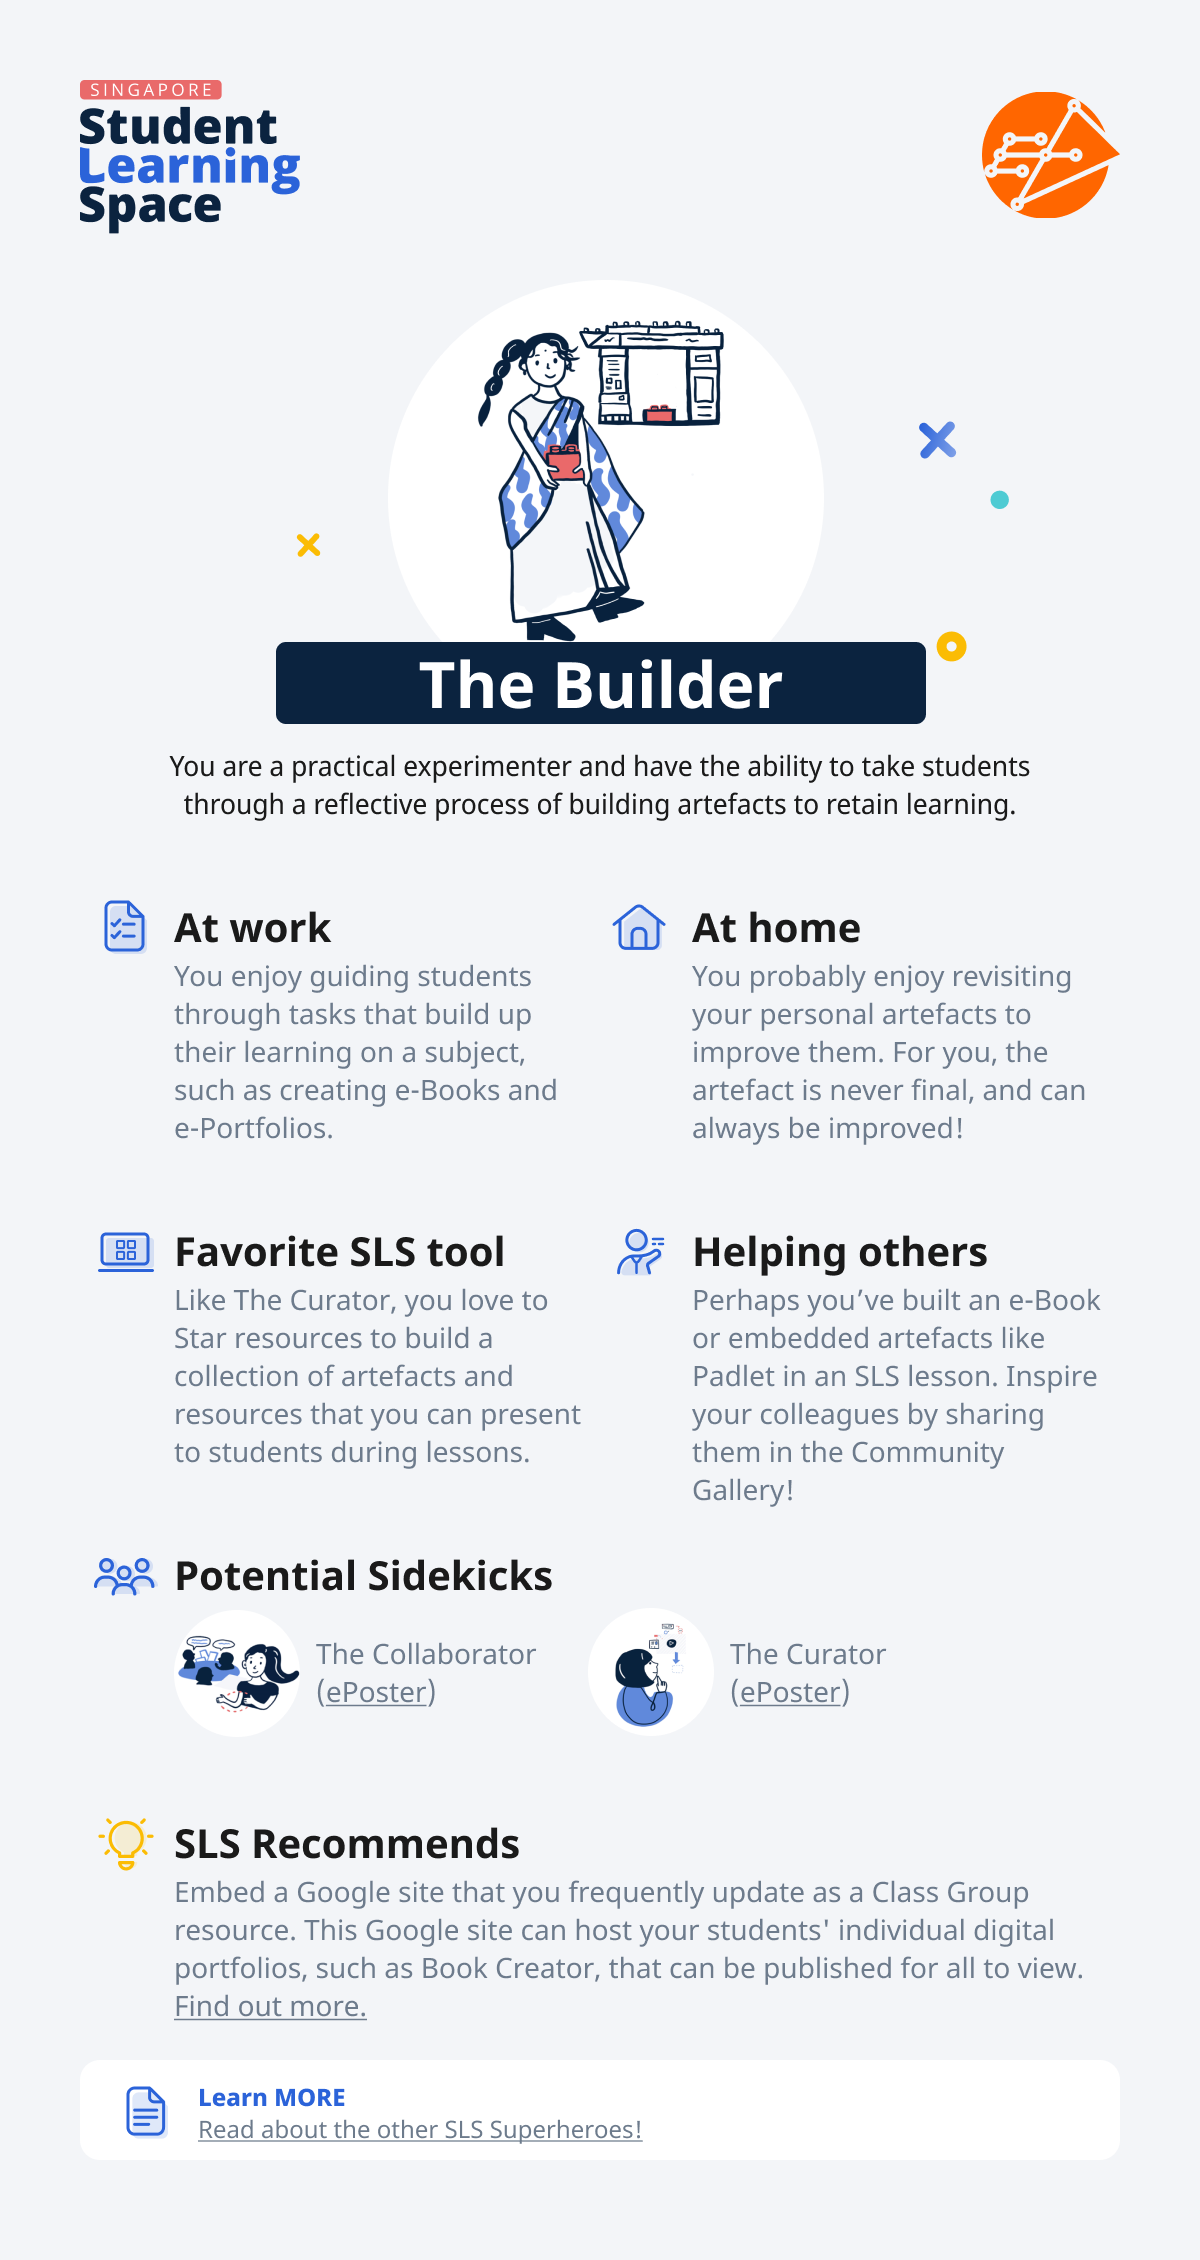 SINGAPORE
Student
Learning
Space
The Builder
You are a practical experimenter and have the ability to take students
through a reflective process of building artefacts to retain learning.
At work
You enjoy guiding students
through tasks that build up
their learning on a subject,
such as creating e-Books and
e-Portfolios.
At home
You probably enjoy revisiting
your personal artefacts to
improve them. For you, the
artefact is never final, and can
always be improved!
Favorite SLS tool
Like The Curator, you love to
Star resources to build a
collection of artefacts and
resources that you can present
to students during lessons.
Helping others
Perhaps you’ve built an e-Book
or embedded artefacts like
Padlet in an SLS lesson. Inspire
your colleagues by sharing
them in the Community
Gallery!
Potential Sidekicks
The Collaborator
(ePoster)
The Curator
(ePoster)
SLS Recommends
Embed a Google site that you frequently update as a Class Group
resource. This Google site can host your students' individual digital
portfolios, such as Book Creator, that can be published for all to view.
Find out more.
Learn MORE
Read about the other SLS Superheroes!